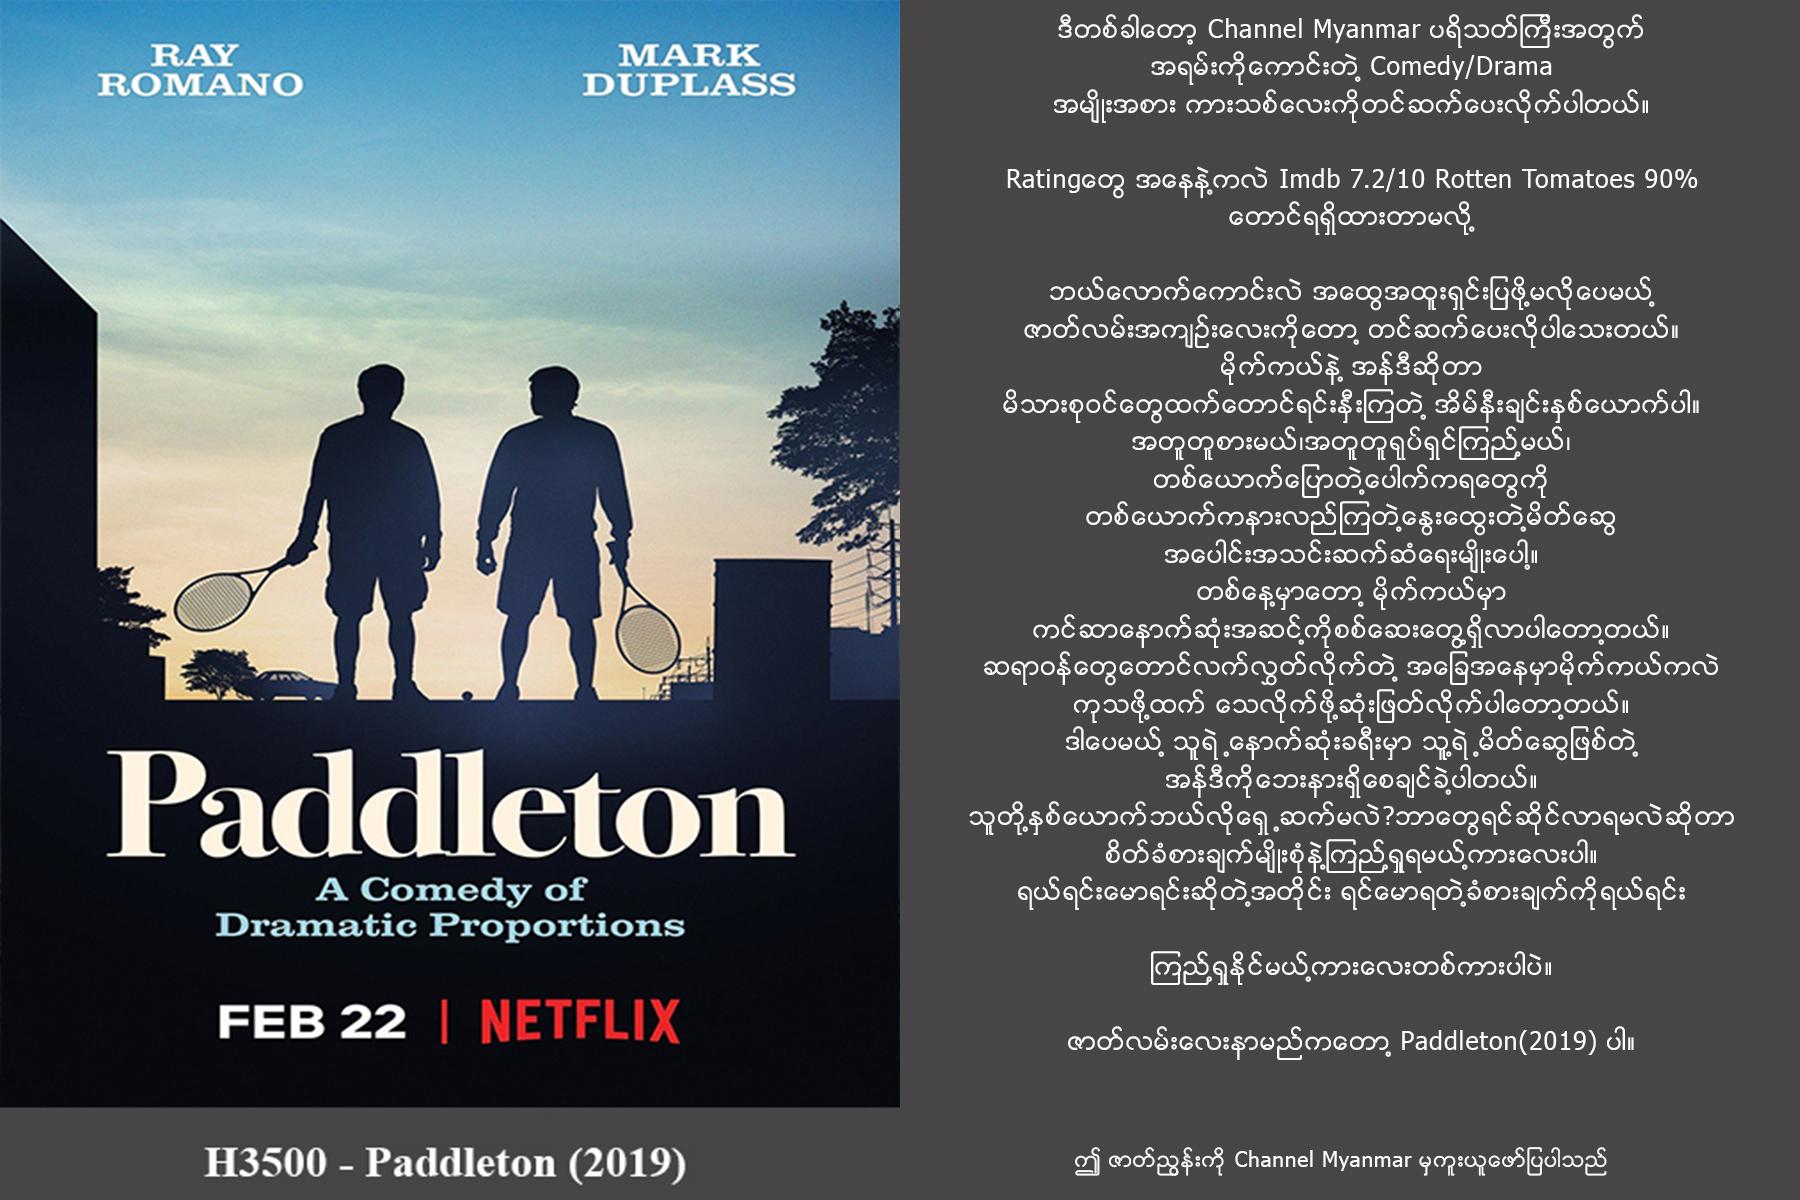 RAY
ROMANO
MARK
DUPLASS
Paddleton
A Comedy of
Dramatic Proportions
FEB 22 | NETFLIX
H3500 - Paddleton (2019)
ဒီတစ်ခါတော့ Channel Myanmar ပရိသတ်ကြီးအတွက်
အရမ်းကိုကောင်းတဲ့ Comedy/Drama
အမျိုးအစား ကားသစ်လေးကိုတင်ဆက်ပေးလိုက်ပါတယ်။
Ratingတွေ အနေနဲ့ကလဲ Imdb 7.2/10 Rotten Tomatoes 90%
တောင်ရရှိထားတာမလို့
ဘယ်လောက်ကောင်းလဲ အထွေအထူးရှင်းပြဖို့မလိုပေမယ့်
ဇာတ်လမ်းအကျဉ်းလေးကိုတော့ တင်ဆက်ပေးလိုပါသေးတယ်။
မိုက်ကယ်နဲ့ အန်ဒီဆိုတာ
မိသားစုဝင်တွေထက်တောင်ရင်းနှီးကြတဲ့ အိမ်နီးချင်းနှစ်ယောက်ပါ။
အတူတူစားမယ်၊အတူတူရုပ်ရှင်ကြည့်မယ်၊
တစ်ယောက်ပြောတဲ့ပေါက်ကရတွေကို
တစ်ယောက်ကနားလည်ကြတဲ့နွေးထွေးတဲ့မိတ်ဆွေ
အပေါင်းအသင်းဆက်ဆံရေးမျိုးပေါ့။
တစ်နေ့မှာတော့ မိုက်ကယ်မှာ
ကင်ဆာနောက်ဆုံးအဆင့်ကိုစစ်ဆေးတွေ့ရှိလာပါတော့တယ်။
ဆရာဝန်တွေတောင်လက်လွှတ်လိုက်တဲ့ အခြေအနေမှာမိုက်ကယ်ကလဲ
ကုသဖို့ထက် သေလိုက်ဖို့ဆုံးဖြတ်လိုက်ပါတော့တယ်။
ဒါပေမယ့် သူရဲ့နောက်ဆုံးခရီးမှာ သူ့ရဲ့မိတ်ဆွေဖြစ်တဲ့
အန်ဒီကိုဘေးနားရှိစေချင်ခဲ့ပါတယ်။
သူတို့နှစ်ယောက်ဘယ်လိုရှေ့ဆက်မလဲ?ဘာတွေရင်ဆိုင်လာရမလဲဆိုတာ
စိတ်ခံစားချက်မျိုးစုံနဲ့ကြည့်ရှုရမယ့်ကားလေးပါ။
ရယ်ရင်းမောရင်းဆိုတဲ့အတိုင်း ရင်မောရတဲ့ခံစားချက်ကိုရယ်ရင်း
ကြည့်ရှုနိုင်မယ့်ကားလေးတစ်ကားပါပဲ။
ဇာတ်လမ်းလေးနာမည်ကတော့ Paddleton(2019) ပါ။
ဤ ဇာတ်ညွှန်းကို Channel Myanmar မှကူးယူဖော်ပြပါသည်